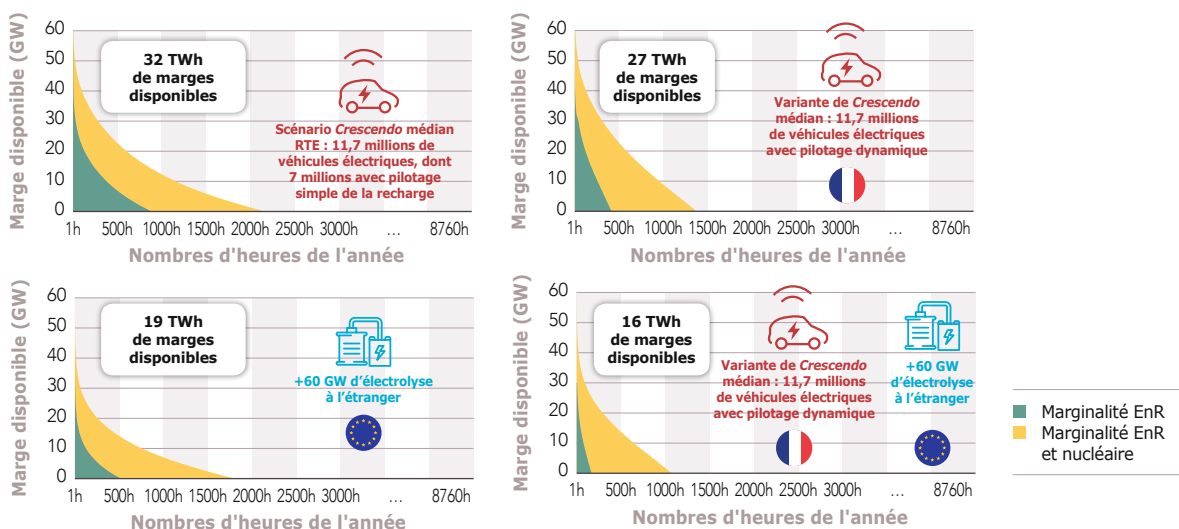 Marge disponible (GW)
60
50
40
30
20
10
0
32 TWh
de marges
disponibles
Scénario Crescendo médian
RTE : 11,7 millions de
véhicules électriques, dont
7 millions avec pilotage
simple de la recharge
1h 500h 1000h 1500h 2000h 2500h 3000h ... 8760h
Nombres d'heures de l'année
Marge disponible (GW)
60
50
40
30
20
10
0
27 TWh
de marges
disponibles
Variante de Crescendo
médian : 11,7 millions
de véhicules électriques
avec pilotage dynamique
1h 500h 1000h 1500h 2000h 2500h 3000h ... 8760h
Nombres d'heures de l'année
Marge disponible (GW)
60
50
40
30
20
10
0
19 TWh
de marges
disponibles
+60 GW d'électrolyse
à l'étranger
1h 500h 1000h 1500h 2000h 2500h 3000h ... 8760h
Nombres d'heures de l'année
Marge disponible (GW)
60
50
40
30
20
10
0
16 TWh
de marges
disponibles
Variante de Crescendo
médian : 11,7 millions
de véhicules électriques
avec pilotage dynamique
+60 GW
d'électrolyse
à l'étranger
1h 500h 1000h 1500h 2000h 2500h 3000h ... 8760h
Nombres d'heures de l'année
Marginalité EnR
Marginalité EnR
et nucléaire